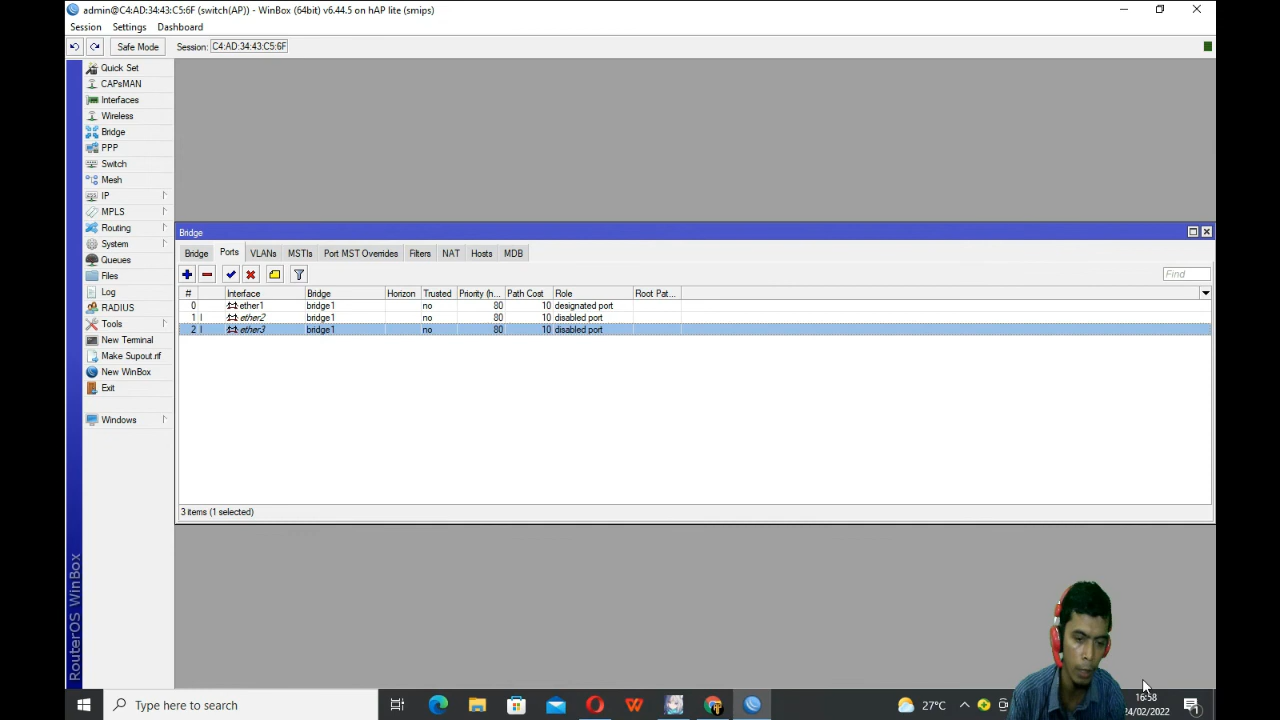 admin@C4:AD:34:43:C5:6F (switch(AP)) - WinBox (64bit) v6.44.5 on hAP lite (smips)
Session Settings Dashboard
Safe Mode Session: C4:AD:34:43:C5:6F
Quick Set
CAPsMAN
Interfaces
Wireless
Bridge
PPP
Switch
Mesh
IP
MPLS
Routing
System
Queues
Files
Log
RADIUS
Tools
New Terminal
Make Supout.rif
New WinBox
Exit
Windows
RouterOS WinBox
Bridge
Bridge Ports VLANs MSTIs Port MST Overrides Filters NAT Hosts MDB
Find
# Interface Bridge Horizon Trusted Priority (h... Path Cost Role Root Pat...
0 ether1 bridge1 no 80 10 designated port
1 I ether2 bridge1 no 80 10 disabled port
2 I ether3 bridge1 no 80 10 disabled port
3 items (1 selected)
Type here to search
27°C
16:58
24/02/2022
1